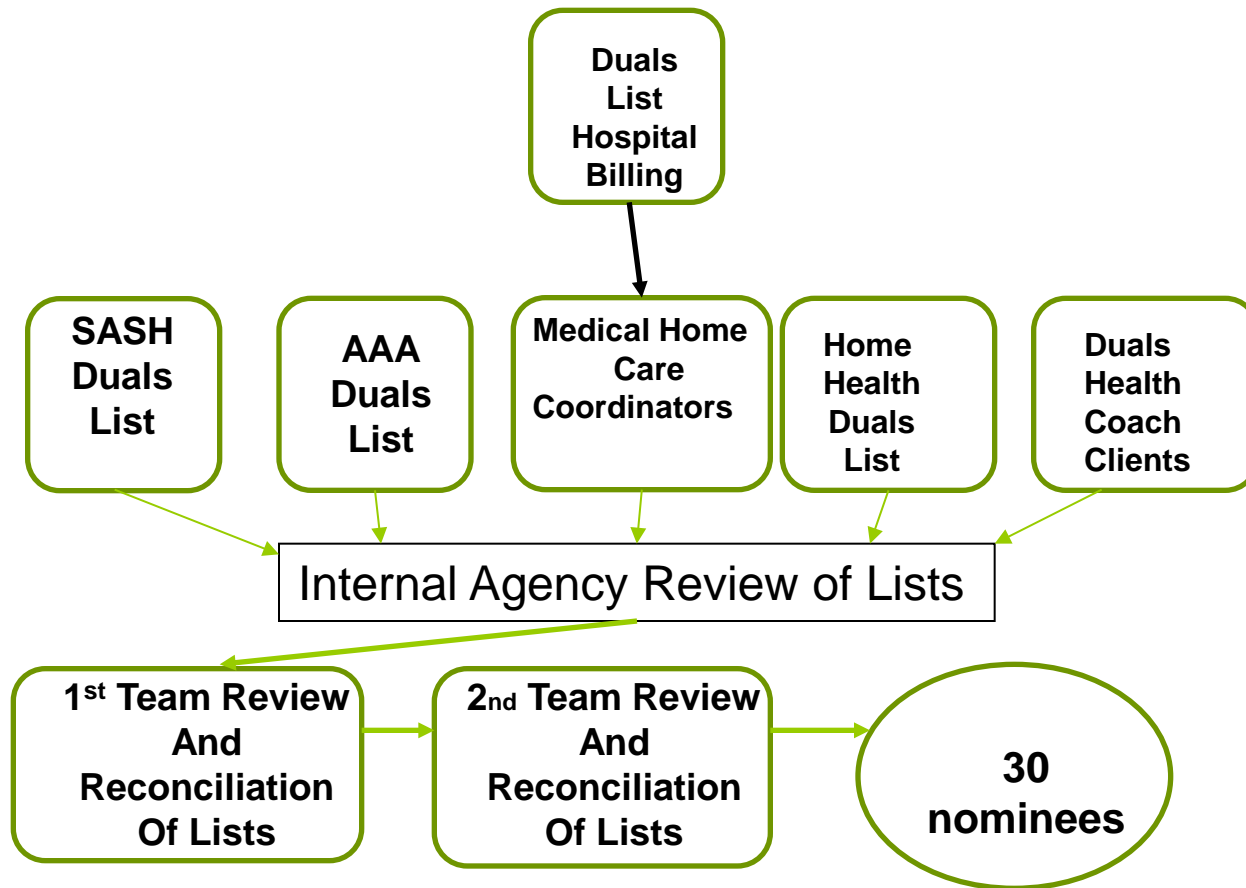 Duals
List
Hospital
Billing
SASH
Duals
List
AAA
Duals
List
Medical Home
Care
Coordinators
Home
Health
Duals
List
Duals
Health
Coach
Clients
Internal Agency Review of Lists
1st Team Review
And
Reconciliation
Of Lists
2nd Team Review
And
Reconciliation
Of Lists
30
nominees